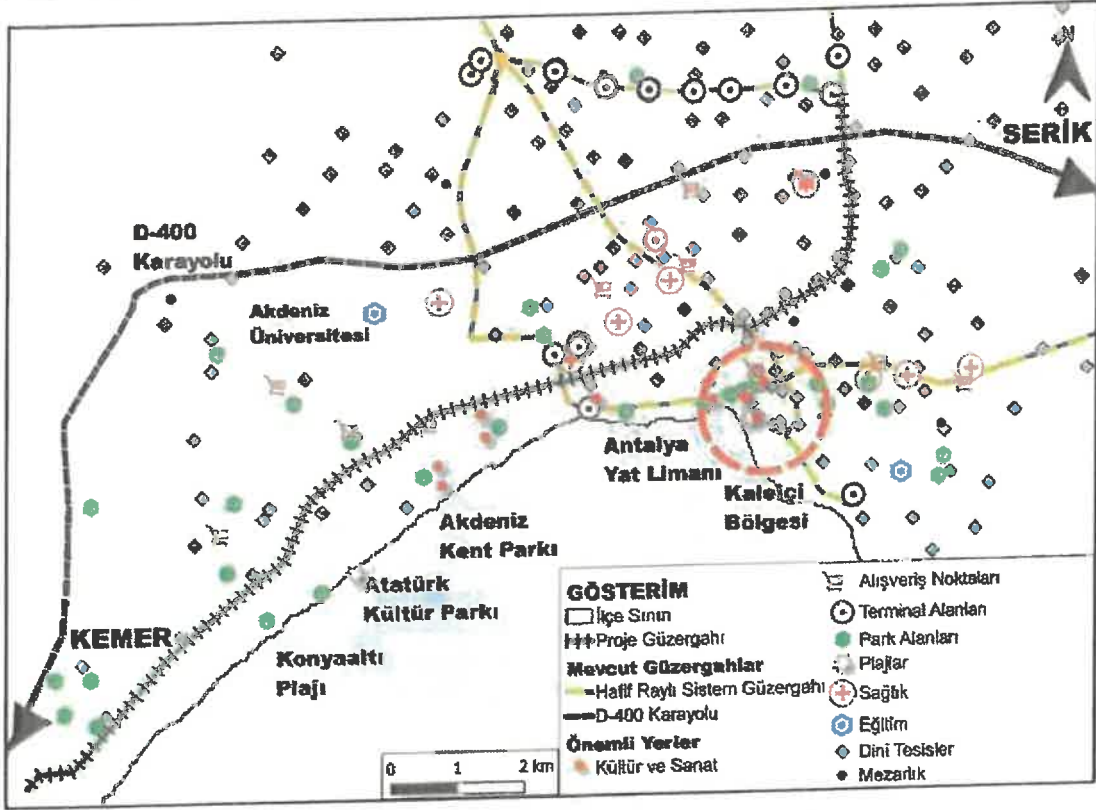 N
SERİK
D-400
Karayolu
Akdeniz
Üniversitesi
Antalya
Yat Limanı
Kaleiçi
Bölgesi
Akdeniz
Kent Parkı
Atatürk
Kültür Parkı
KEMER
Konyaaltı
Plajı
0 1 2 km
GÖSTERİM
İlçe Sınırı
Proje Güzergahı
Mevcut Güzergahlar
Hafif Raylı Sistem Güzergahı
D-400 Karayolu
Önemli Yerler
Kültür ve Sanat
Alışveriş Noktaları
Terminal Alanları
Park Alanları
Plajlar
Sağlık
Eğitim
Dini Tesisler
Mezarlık